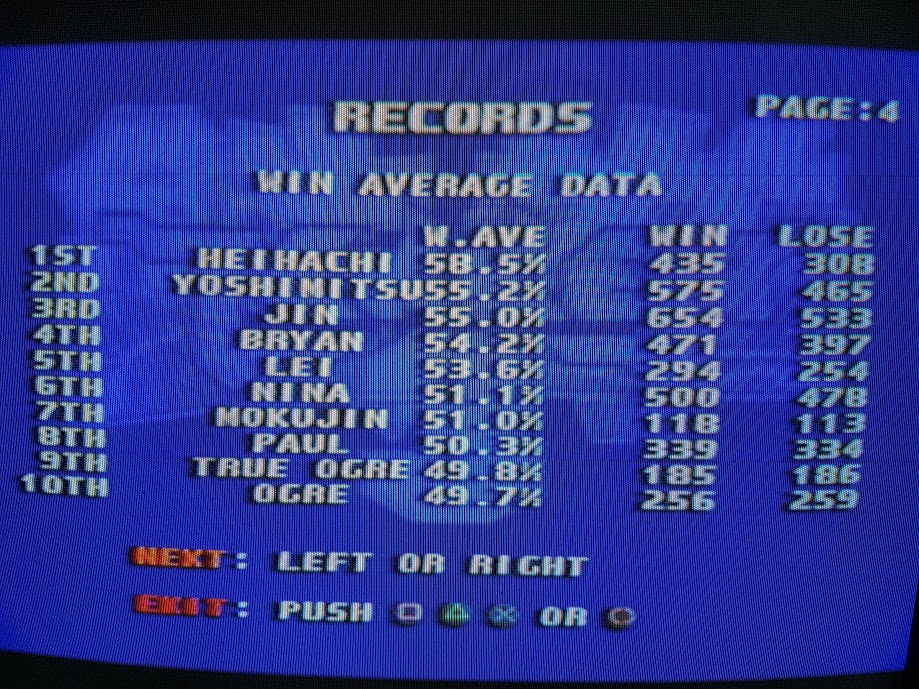 RECORDS PAGE:4
WIN AVERAGE DATA
W.AVE WIN LOSE
1ST HEIHACHI 58.5% 435 308
2ND YOSHIMITSU 55.2% 575 465
3RD JIN 55.0% 654 533
4TH BRYAN 54.2% 471 397
5TH LEI 53.6% 294 254
6TH NINA 51.1% 500 478
7TH MOKUJIN 51.0% 118 113
8TH PAUL 50.3% 339 334
9TH TRUE OGRE 49.8% 185 186
10TH OGRE 49.7% 256 259
NEXT: LEFT OR RIGHT
EXIT: PUSH □ △ ✕ OR ○